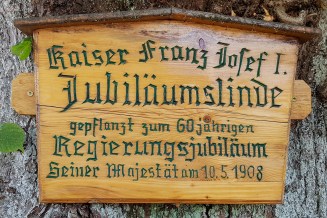 Kaiser Franz Josef I.
Jubiläumslinde
gepflanzt zum 60jährigen
Regierungsjubiläum
Seiner Majestät am 10.5.1908